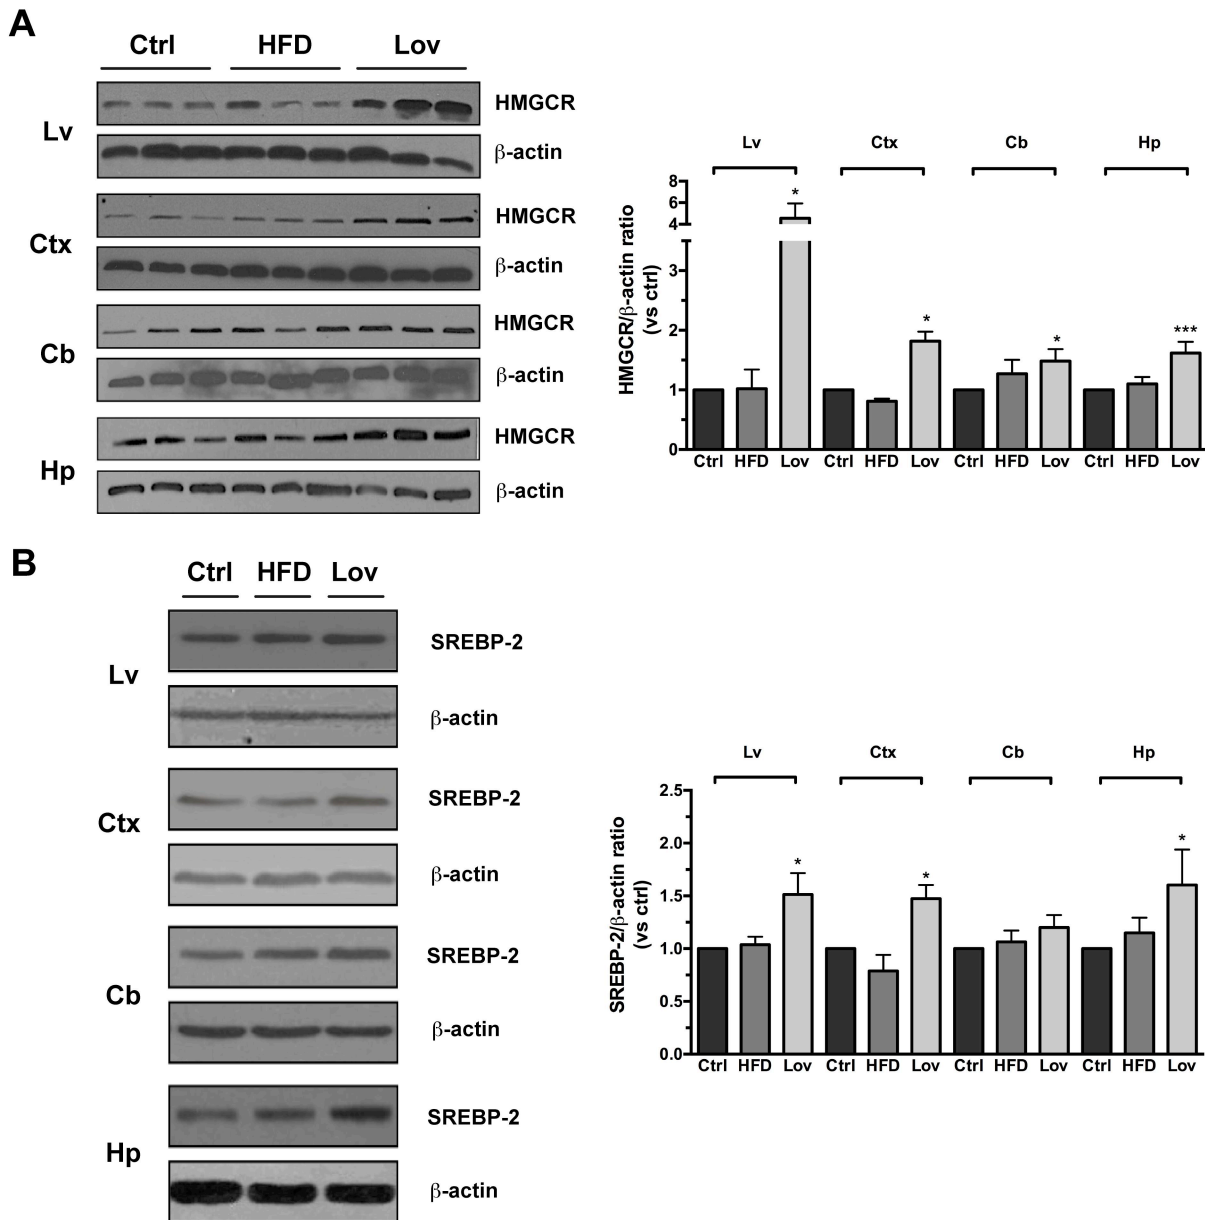 A
Ctrl HFD Lov
Lv
HMGCR
β-actin
Ctx
HMGCR
β-actin
Cb
HMGCR
β-actin
Hp
HMGCR
β-actin
Lv Ctx Cb Hp
HMGCR/β-actin ratio
(vs ctrl)
8
6
4
3
2
1
0
* * * ***
Ctrl HFD Lov Ctrl HFD Lov Ctrl HFD Lov Ctrl HFD Lov
B
Ctrl HFD Lov
Lv
SREBP-2
β-actin
Ctx
SREBP-2
β-actin
Cb
SREBP-2
β-actin
Hp
SREBP-2
β-actin
Lv Ctx Cb Hp
SREBP-2/β-actin ratio
(vs ctrl)
2.5
2.0
1.5
1.0
0.5
0.0
* * *
Ctrl HFD Lov Ctrl HFD Lov Ctrl HFD Lov Ctrl HFD Lov